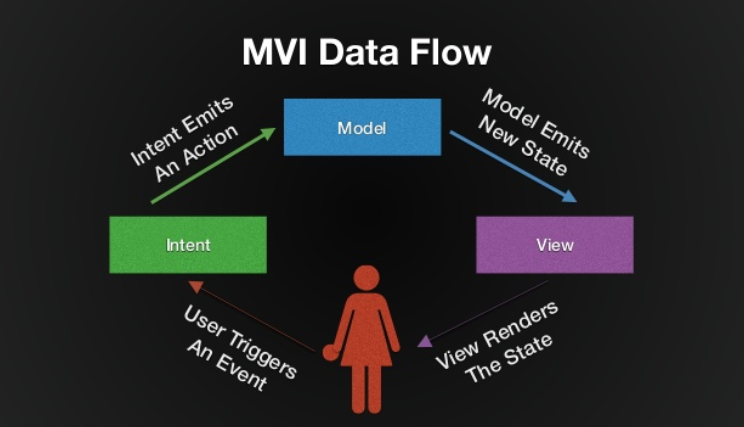 MVI Data Flow
Intent Emits
An Action
Model
Model Emits
New State
Intent
View
User Triggers
An Event
View Renders
The State